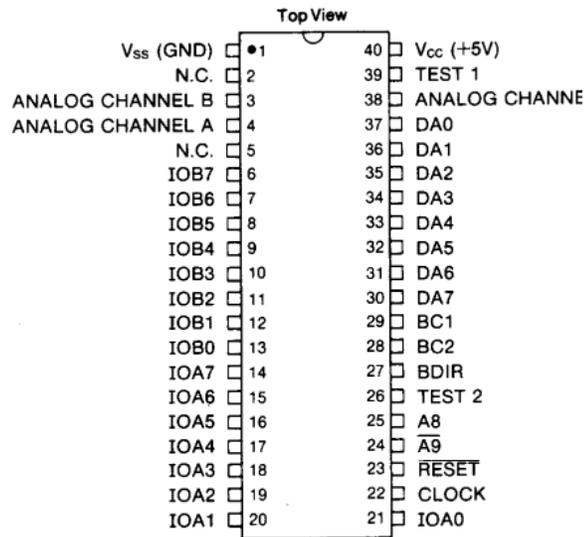 Top View
Vss (GND) 1 40 Vcc (+5V)
N.C. 2 39 TEST 1
ANALOG CHANNEL B 3 38 ANALOG CHANNE
ANALOG CHANNEL A 4 37 DA0
N.C. 5 36 DA1
IOB7 6 35 DA2
IOB6 7 34 DA3
IOB5 8 33 DA4
IOB4 9 32 DA5
IOB3 10 31 DA6
IOB2 11 30 DA7
IOB1 12 29 BC1
IOB0 13 28 BC2
IOA7 14 27 BDIR
IOA6 15 26 TEST 2
IOA5 16 25 A8
IOA4 17 24 A̅9̅
IOA3 18 23 R̅E̅S̅E̅T̅
IOA2 19 22 CLOCK
IOA1 20 21 IOA0